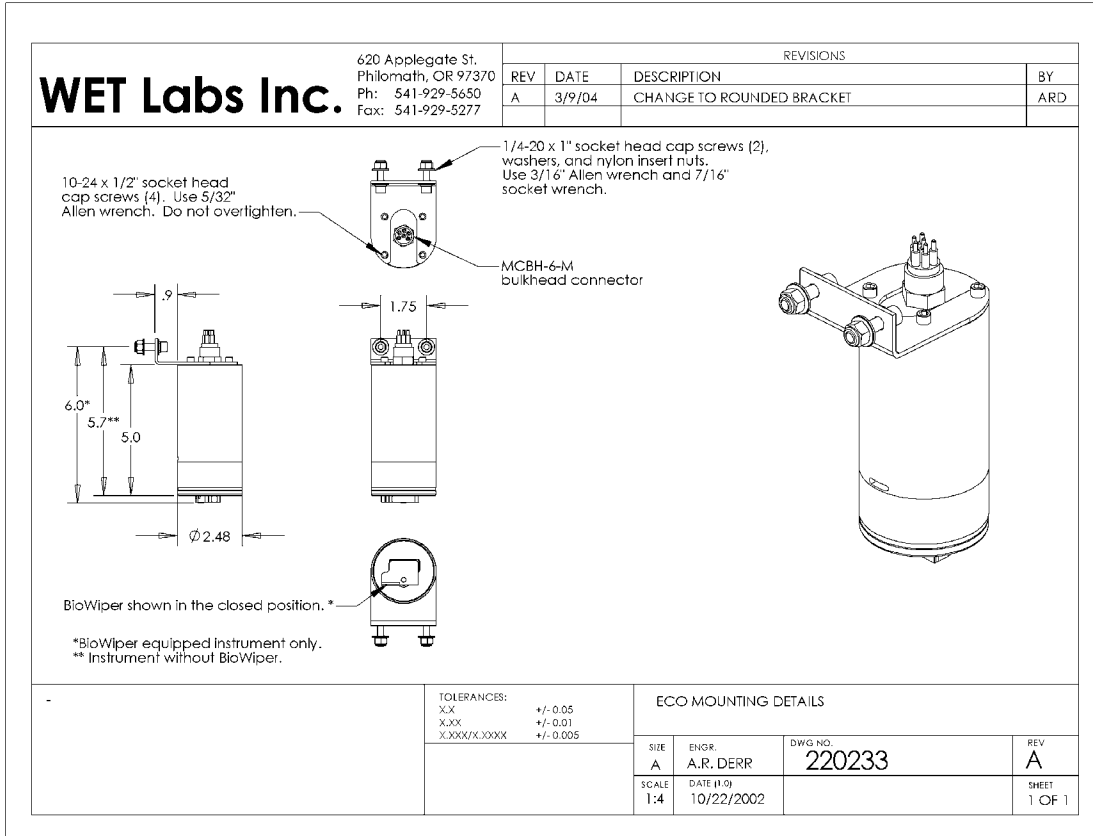 WET Labs Inc.
620 Applegate St.
Philomath, OR 97370
Ph: 541-929-5650
Fax: 541-929-5277
REVISIONS
REV DATE DESCRIPTION BY
A 3/9/04 CHANGE TO ROUNDED BRACKET ARD
1/4-20 x 1" socket head cap screws (2),
washers, and nylon insert nuts.
Use 3/16" Allen wrench and 7/16"
socket wrench.
10-24 x 1/2" socket head
cap screws (4). Use 5/32"
Allen wrench. Do not overtighten.
MCBH-6-M
bulkhead connector
.9
1.75
6.0*
5.7**
5.0
Ø2.48
BioWiper shown in the closed position. *
*BioWiper equipped instrument only.
** Instrument without BioWiper.
-
TOLERANCES:
X.X +/- 0.05
X.XX +/- 0.01
X.XXX/X.XXXX +/- 0.005
ECO MOUNTING DETAILS
SIZE ENGR. DWG NO. REV
A A.R. DERR 220233 A
SCALE DATE (1.0) SHEET
1:4 10/22/2002 1 OF 1